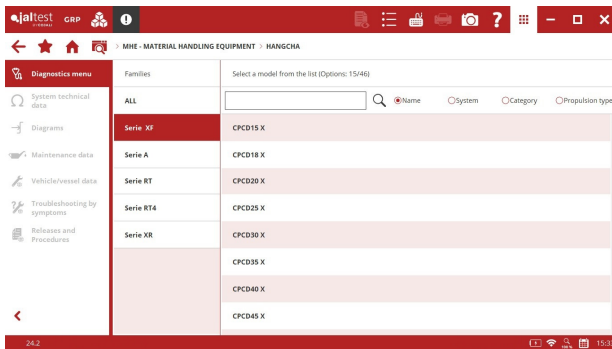 jaltest GRP
> MHE - MATERIAL HANDLING EQUIPMENT > HANGCHA
Diagnostics menu
System technical
data
Diagrams
Maintenance data
Vehicle/vessel data
Troubleshooting by
symptoms
Releases and
Procedures
Families
ALL
Serie XF
Serie A
Serie RT
Serie RT4
Serie XR
Select a model from the list (Options: 15/46)
Name System Category Propulsion type
CPCD15 X
CPCD18 X
CPCD20 X
CPCD25 X
CPCD30 X
CPCD35 X
CPCD40 X
CPCD45 X
24.2
100%
15:3